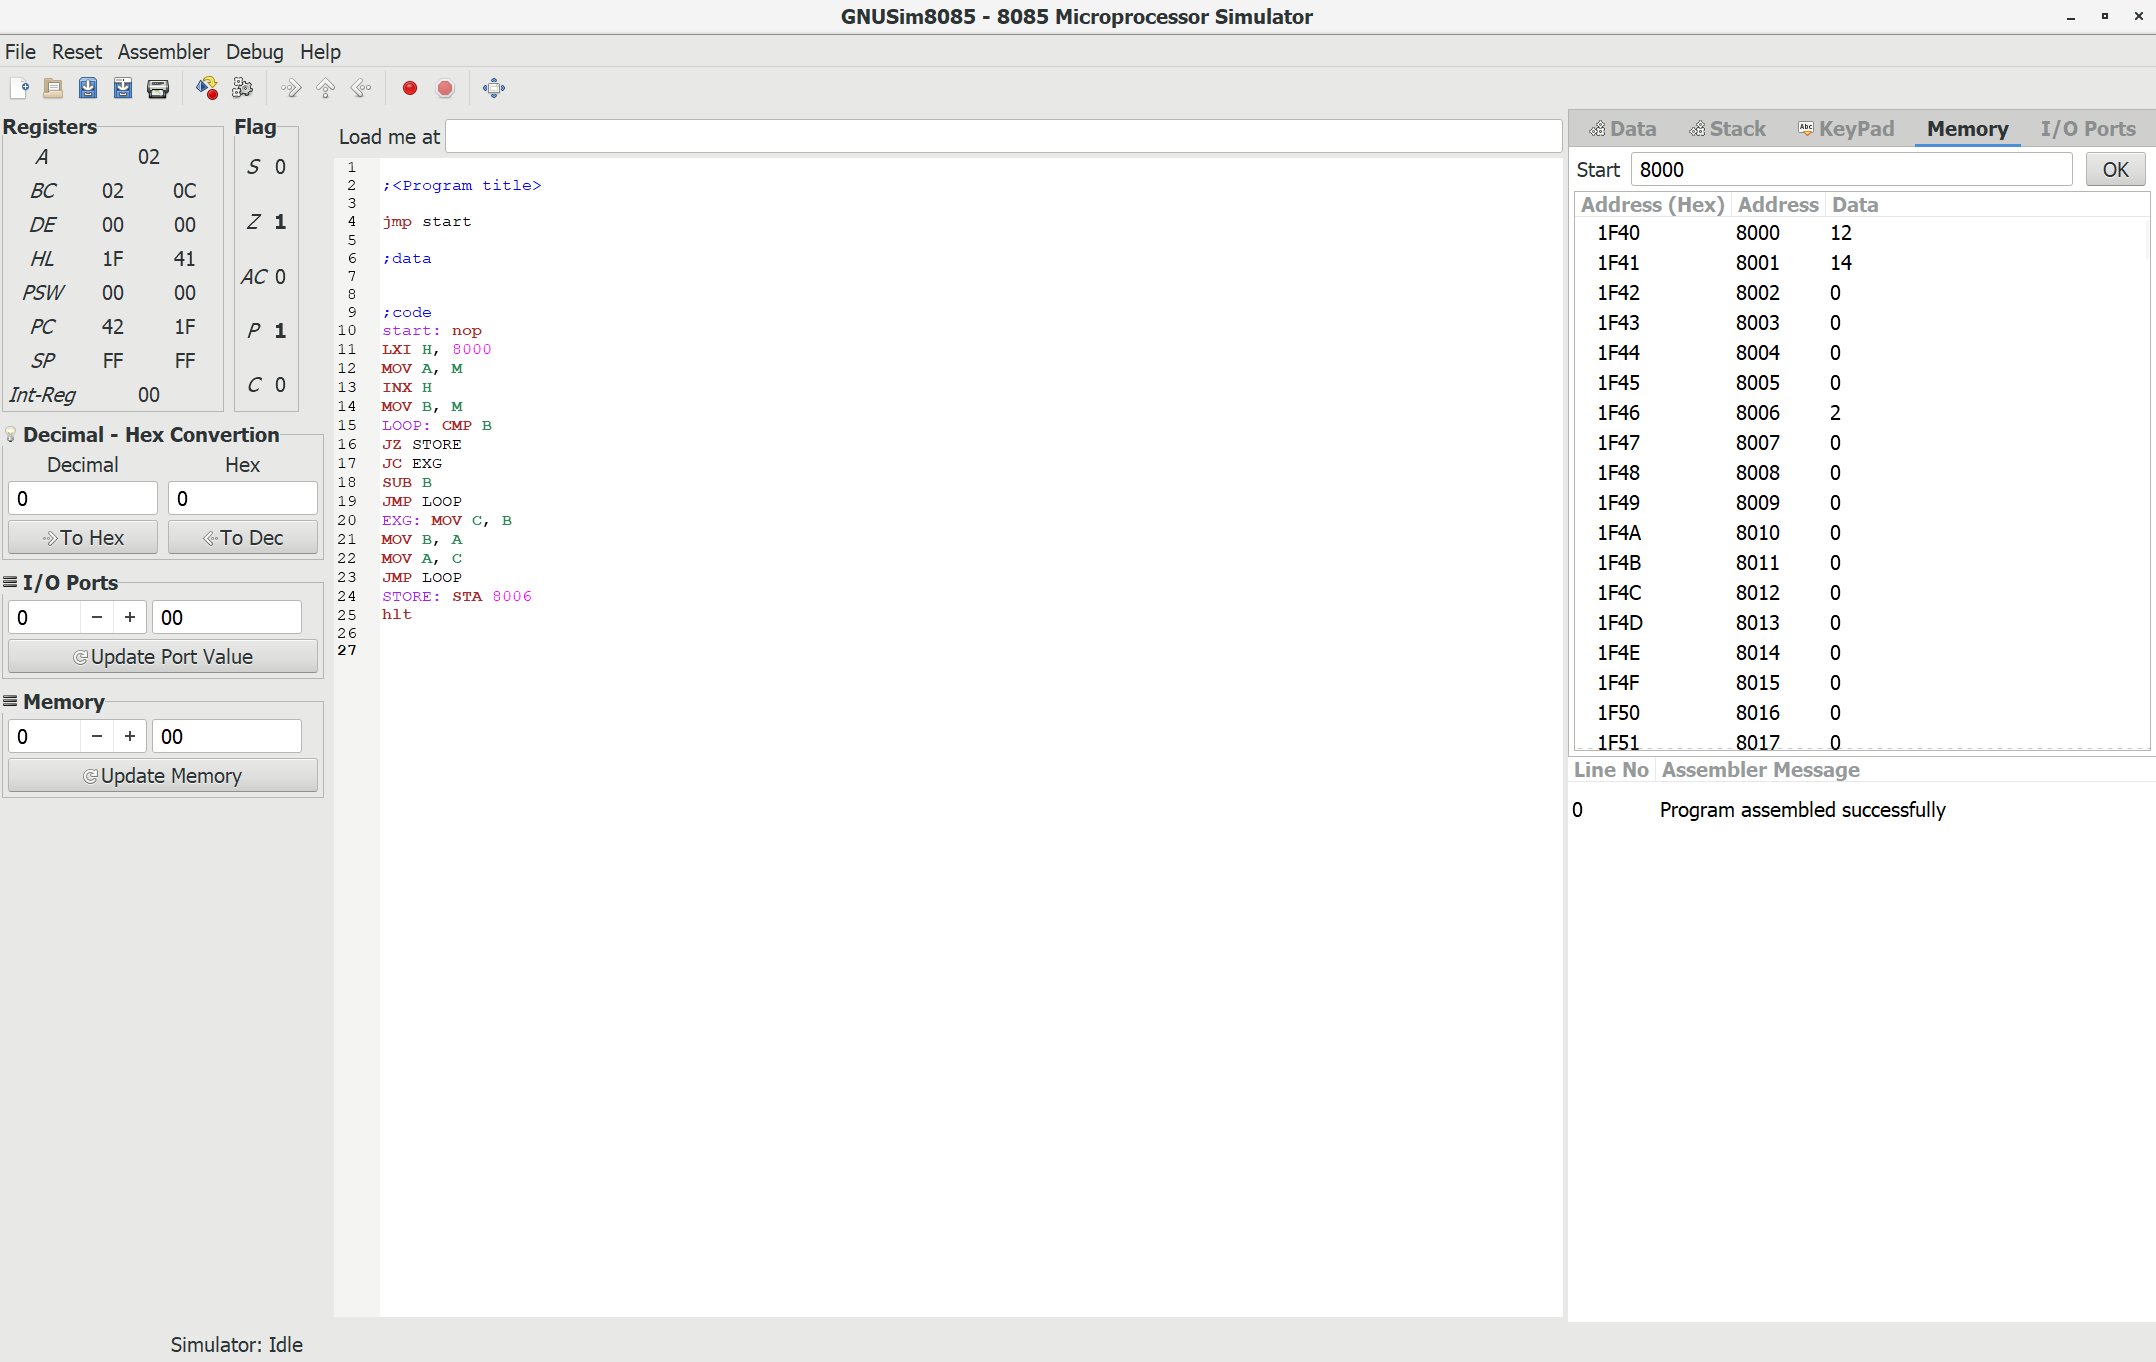 GNUSim8085 - 8085 Microprocessor Simulator
File Reset Assembler Debug Help
Registers
A 02
BC 02 0C
DE 00 00
HL 1F 41
PSW 00 00
PC 42 1F
SP FF FF
Int-Reg 00
Flag
S 0
Z 1
AC 0
P 1
C 0
Decimal - Hex Convertion
Decimal Hex
0 0
To Hex To Dec
I/O Ports
0 − + 00
Update Port Value
Memory
0 − + 00
Update Memory
Load me at
1
2 ;<Program title>
3
4 jmp start
5
6 ;data
7
8
9 ;code
10 start: nop
11 LXI H, 8000
12 MOV A, M
13 INX H
14 MOV B, M
15 LOOP: CMP B
16 JZ STORE
17 JC EXG
18 SUB B
19 JMP LOOP
20 EXG: MOV C, B
21 MOV B, A
22 MOV A, C
23 JMP LOOP
24 STORE: STA 8006
25 hlt
26
27
Data Stack Abc KeyPad Memory I/O Ports
Start 8000 OK
Address (Hex) Address Data
1F40 8000 12
1F41 8001 14
1F42 8002 0
1F43 8003 0
1F44 8004 0
1F45 8005 0
1F46 8006 2
1F47 8007 0
1F48 8008 0
1F49 8009 0
1F4A 8010 0
1F4B 8011 0
1F4C 8012 0
1F4D 8013 0
1F4E 8014 0
1F4F 8015 0
1F50 8016 0
1F51 8017 0
Line No Assembler Message
0 Program assembled successfully
Simulator: Idle